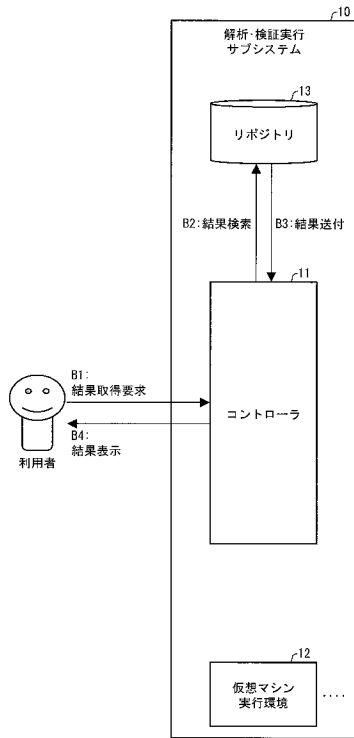 10
解析・検証実行
サブシステム
13
リポジトリ
B2:結果検索
B3:結果送付
11
B1:
結果取得要求
コントローラ
B4:
結果表示
利用者
12
仮想マシン
実行環境
....